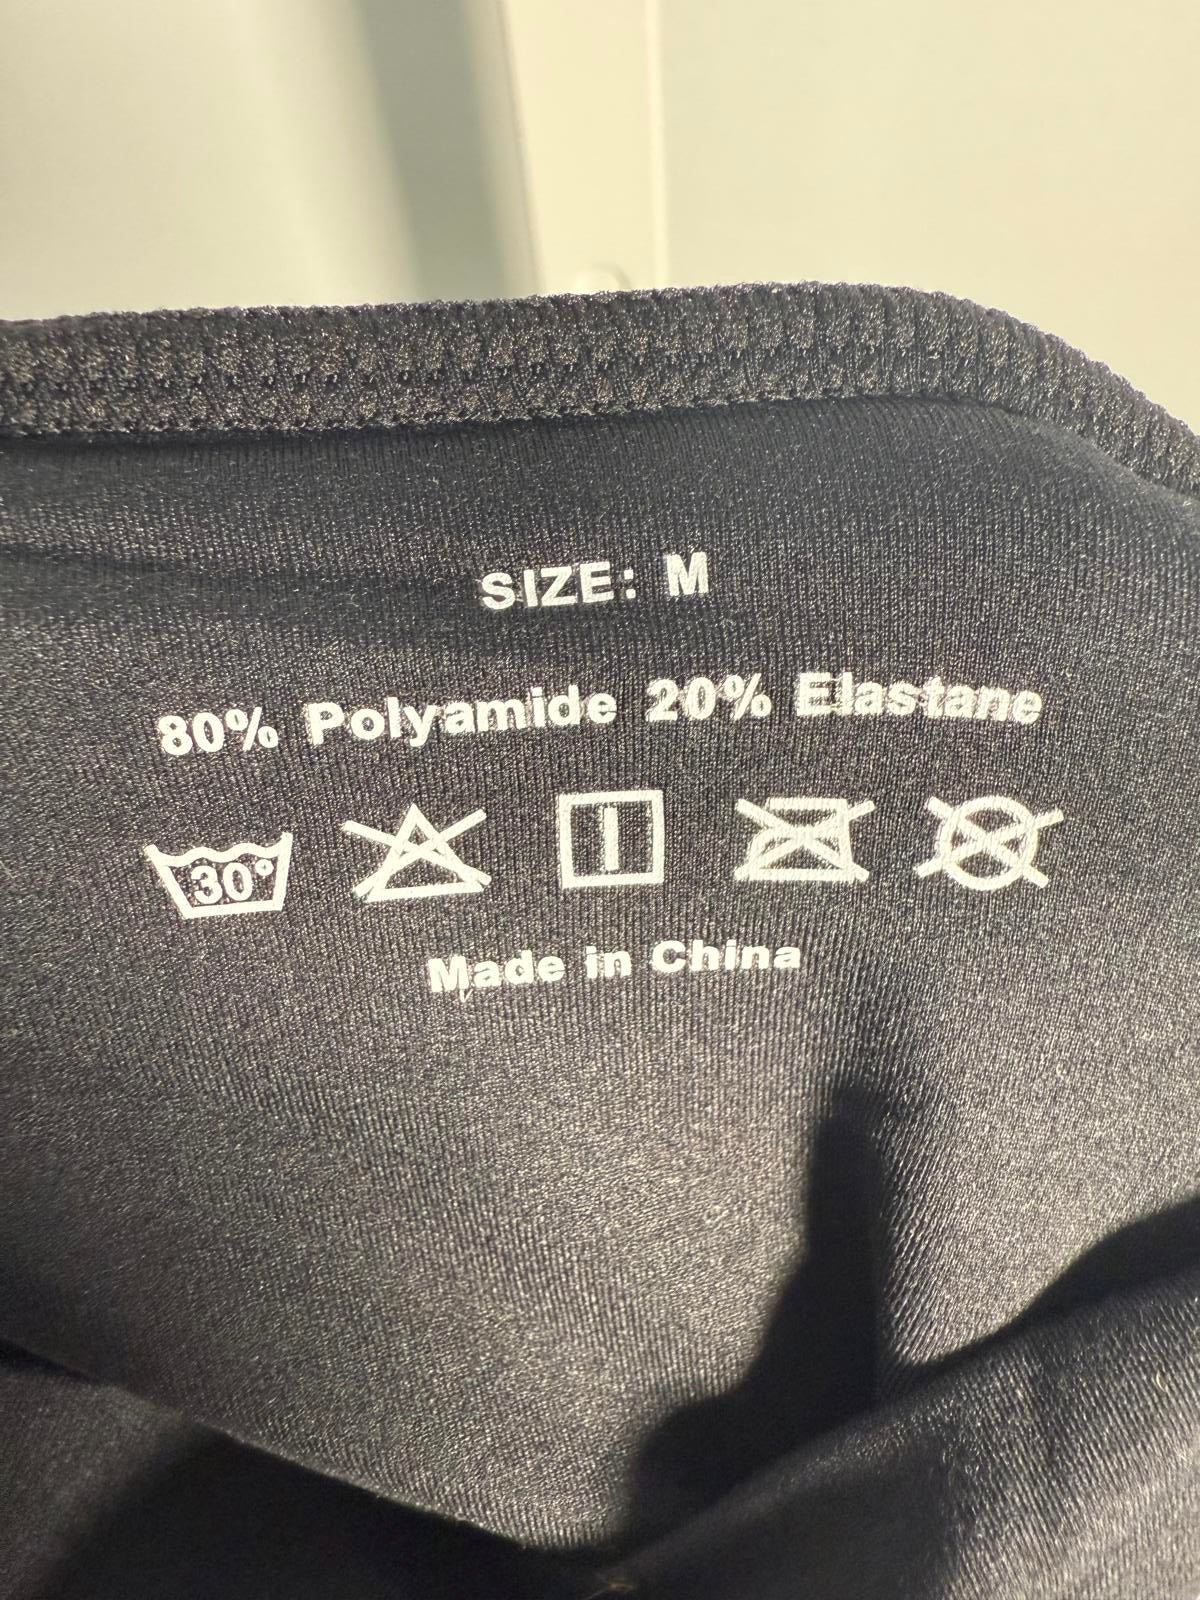 SIZE: M
80% Polyamide 20% Elastane
30°
Made in China